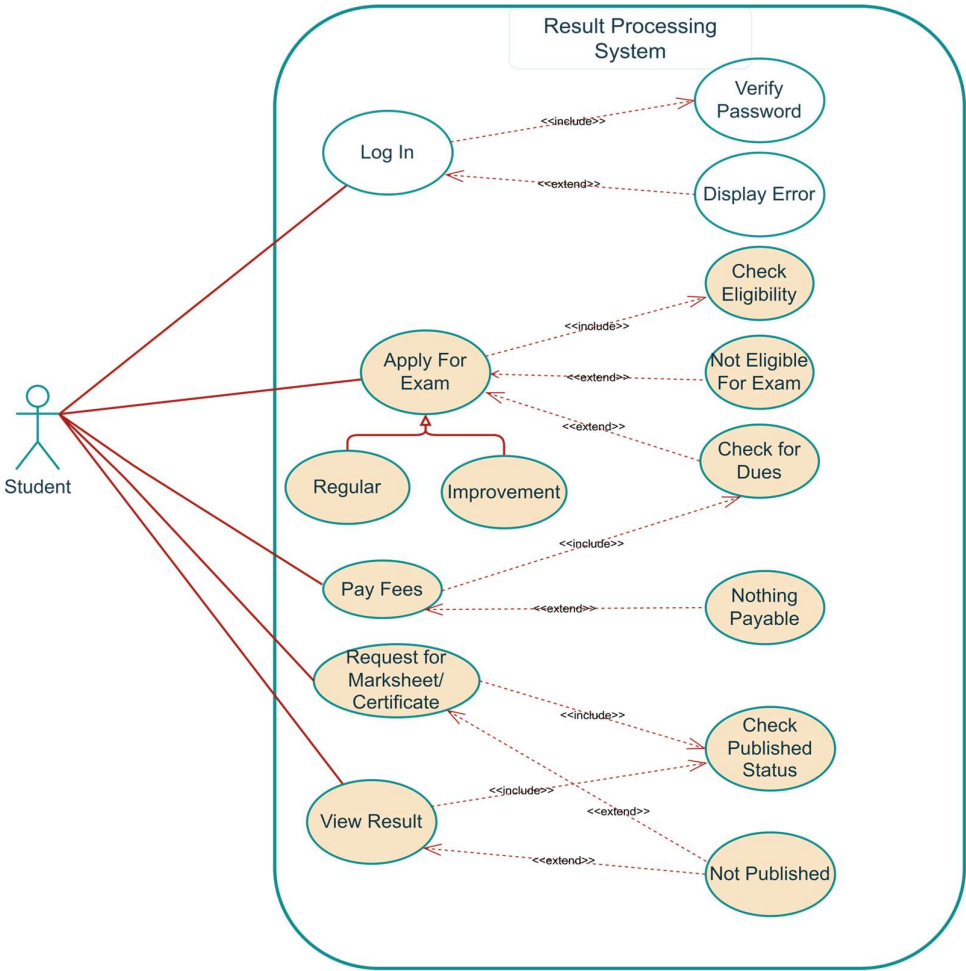 Result Processing
System
Verify
Password
<<include>>
Log In
<<extend>>
Display Error
Check
Eligibility
<<include>>
Apply For
Exam
Not Eligible
For Exam
<<extend>>
<<extend>>
Check for
Dues
Student
Regular
Improvement
<<include>>
Pay Fees
Nothing
Payable
<<extend>>
Request for
Marksheet/
Certificate
<<include>>
Check
Published
Status
<<include>>
<<extend>>
View Result
<<extend>>
Not Published